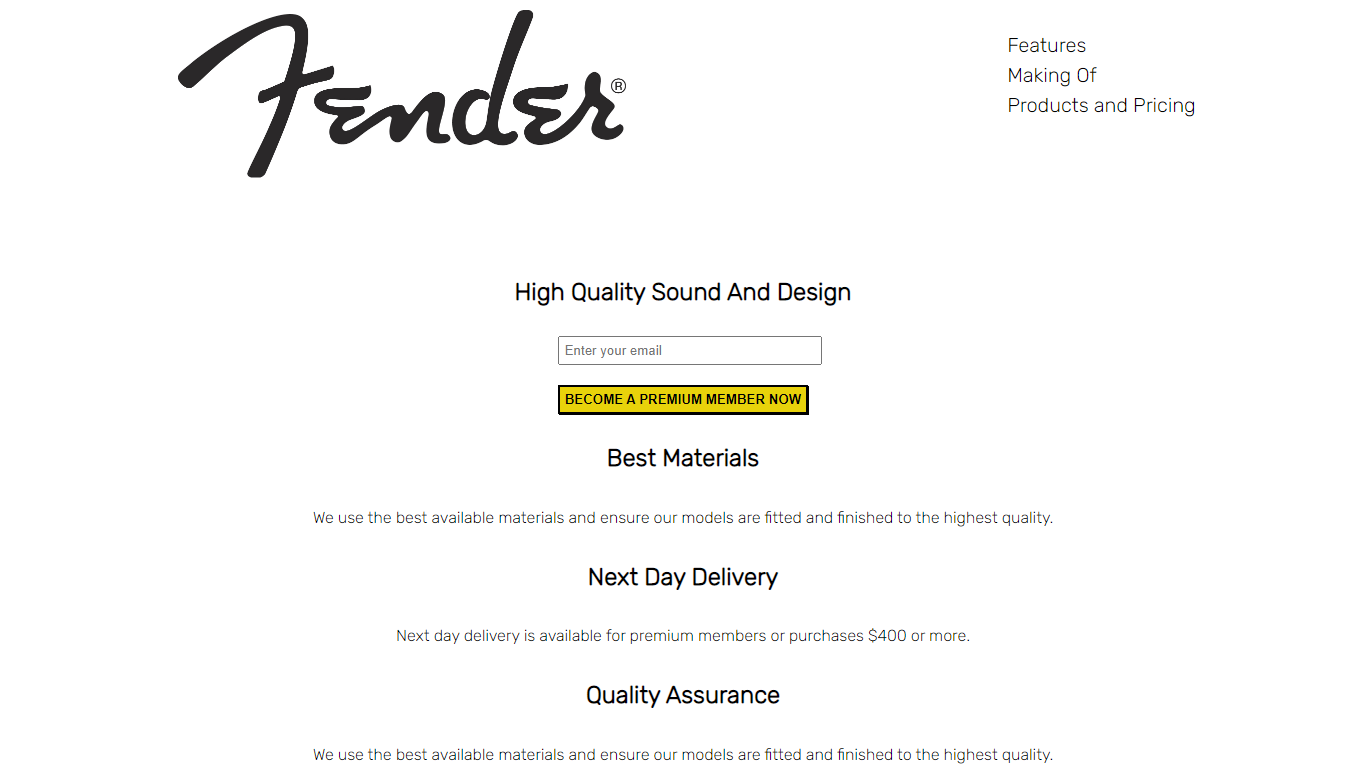 Fender®
Features
Making Of
Products and Pricing
High Quality Sound And Design
Enter your email
BECOME A PREMIUM MEMBER NOW
Best Materials
We use the best available materials and ensure our models are fitted and finished to the highest quality.
Next Day Delivery
Next day delivery is available for premium members or purchases $400 or more.
Quality Assurance
We use the best available materials and ensure our models are fitted and finished to the highest quality.